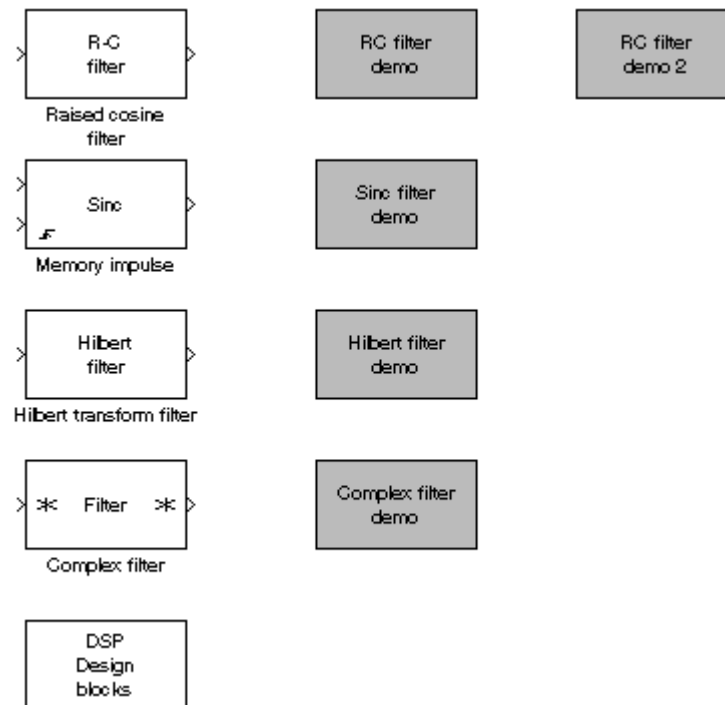 R-C
filter
RC filter
demo
RC filter
demo 2
Raised cosine
filter
Sinc
Sinc filter
demo
Memory impulse
Hilbert
filter
Hilbert filter
demo
Hilbert transform filter
Filter
Complex filter
demo
Complex filter
DSP
Design
blocks